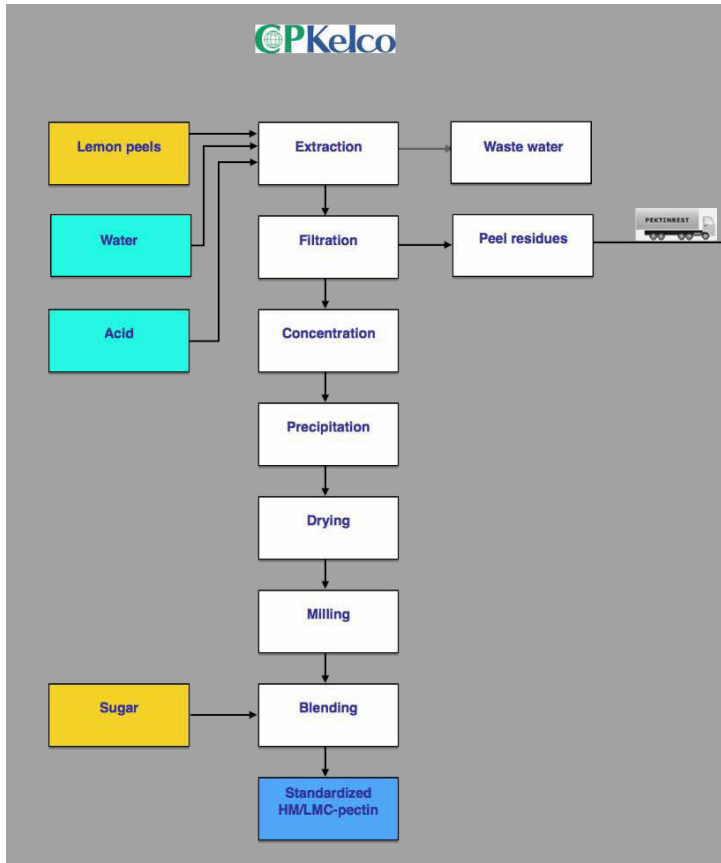 CPKelco
Lemon peels
Extraction
Waste water
Water
Filtration
Peel residues
PEKTINREST
Acid
Concentration
Precipitation
Drying
Milling
Sugar
Blending
Standardized
HM/LMC-pectin